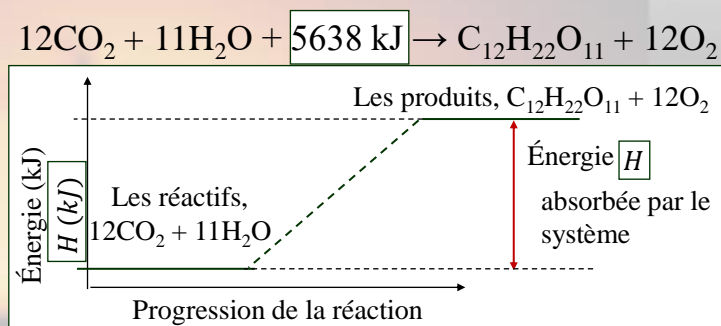 12CO₂ + 11H₂O + 5638 kJ → C₁₂H₂₂O₁₁ + 12O₂
Les produits, C₁₂H₂₂O₁₁ + 12O₂
Énergie (kJ)
H (kJ)
Les réactifs,
12CO₂ + 11H₂O
Énergie H
absorbée par le
système
Progression de la réaction